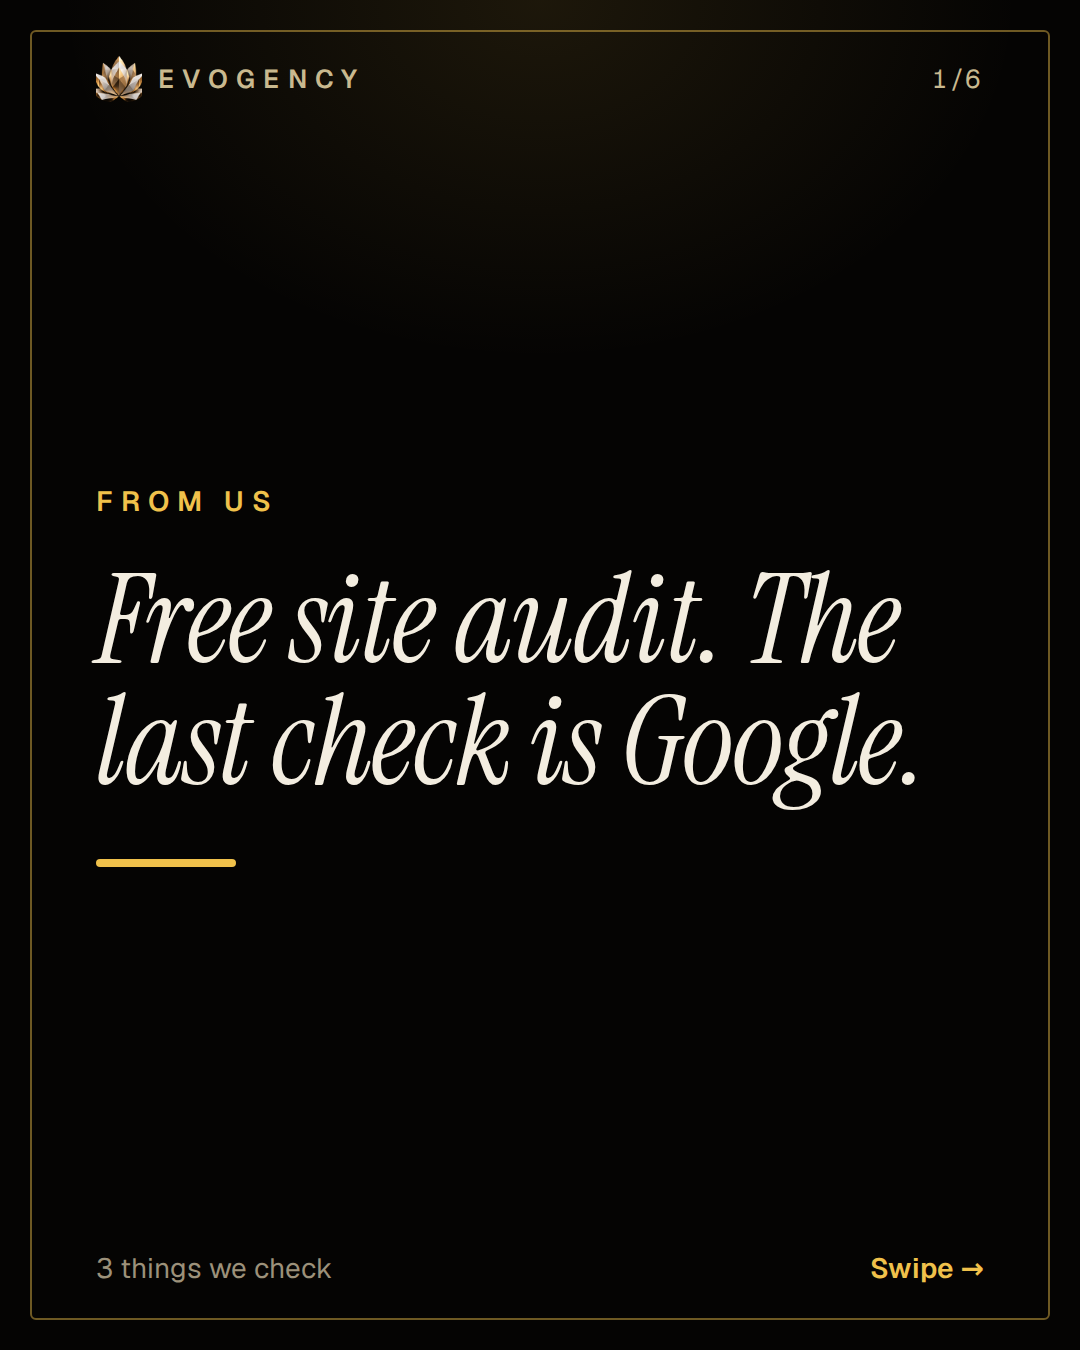 EVOGENCY
1/6
FROM US
Free site audit. The
last check is Google.
3 things we check
Swipe →